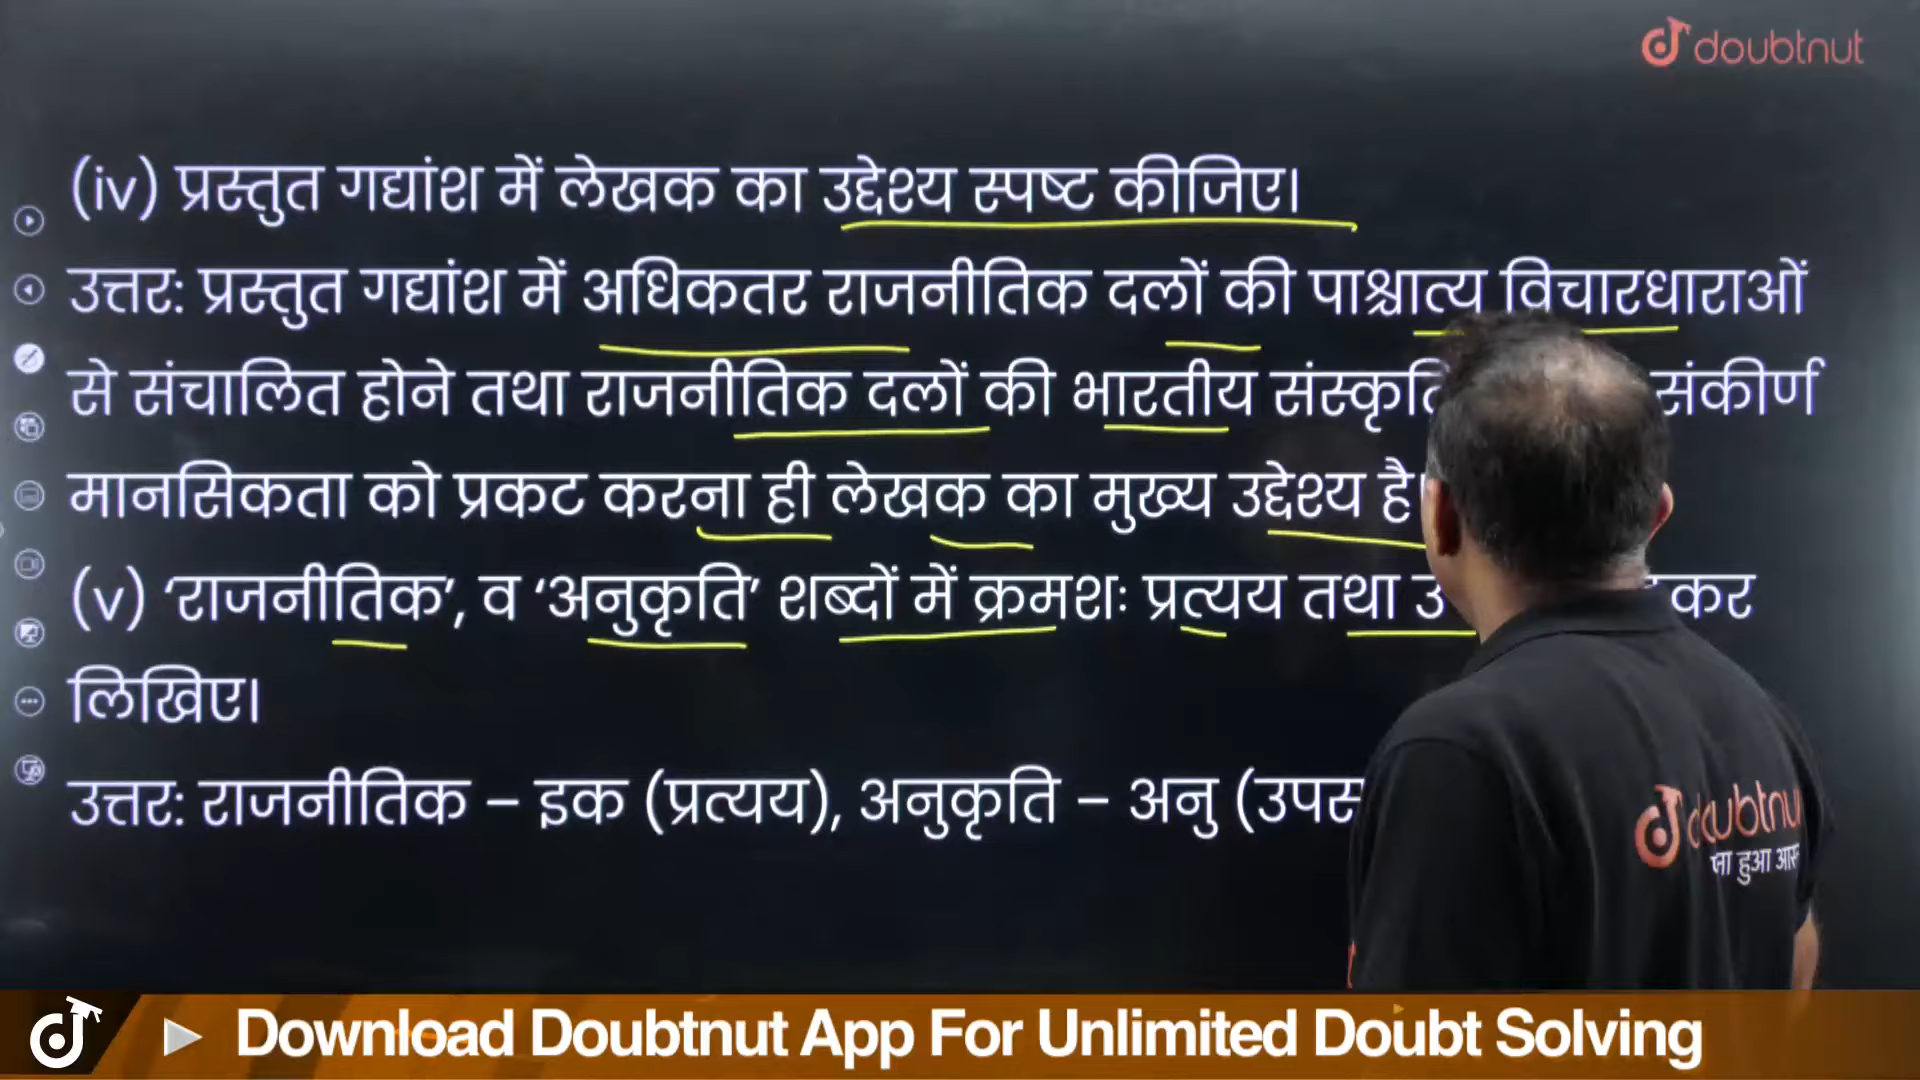 doubtnut
(iv) प्रस्तुत गद्यांश में लेखक का उद्देश्य स्पष्ट कीजिए।
उत्तर: प्रस्तुत गद्यांश में अधिकतर राजनीतिक दलों की पाश्चात्य विचारधाराओं
से संचालित होने तथा राजनीतिक दलों की भारतीय संकीर्ण
मानसिकता को प्रकट करना ही लेखक का मुख्य उद्देश्य है।
(v) ‘राजनीतिक’, व ‘अनुकृति’ शब्दों में क्रमशः प्रत्यय तथा कर
लिखिए।
उत्तर: राजनीतिक – इक (प्रत्यय), अनुकृति – अनु
doubtnu
हुआ
Download Doubtnut App For Unlimited Doubt Solving